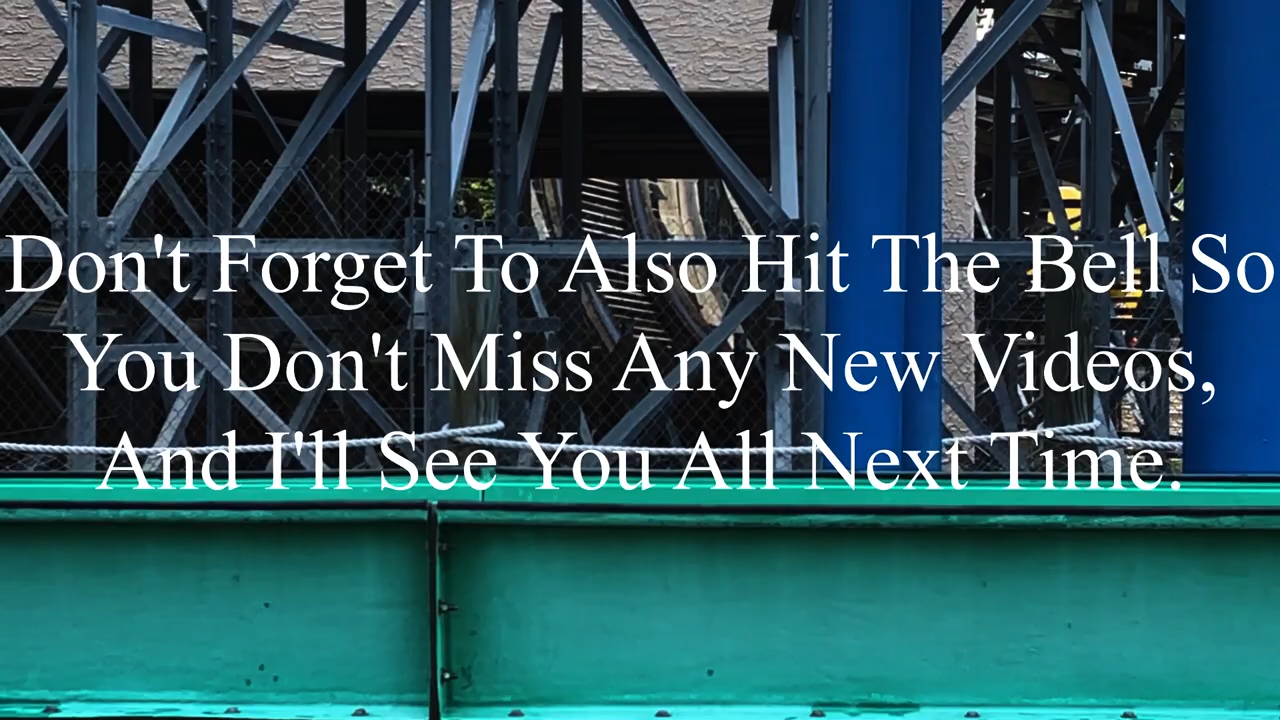 Don't Forget To Also Hit The Bell So
You Don't Miss Any New Videos,
And I'll See You All Next Time.